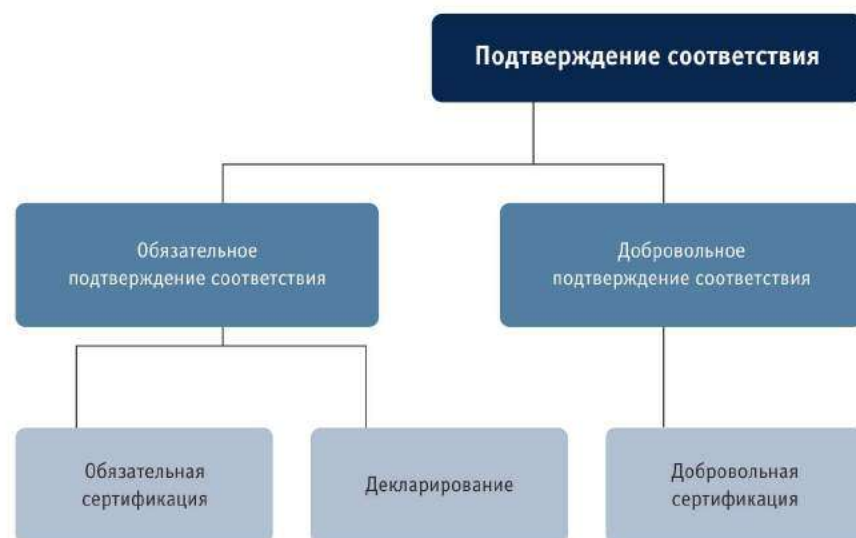 Подтверждение соответствия
Обязательное
подтверждение соответствия
Добровольное
подтверждение соответствия
Обязательная
сертификация
Декларирование
Добровольная
сертификация